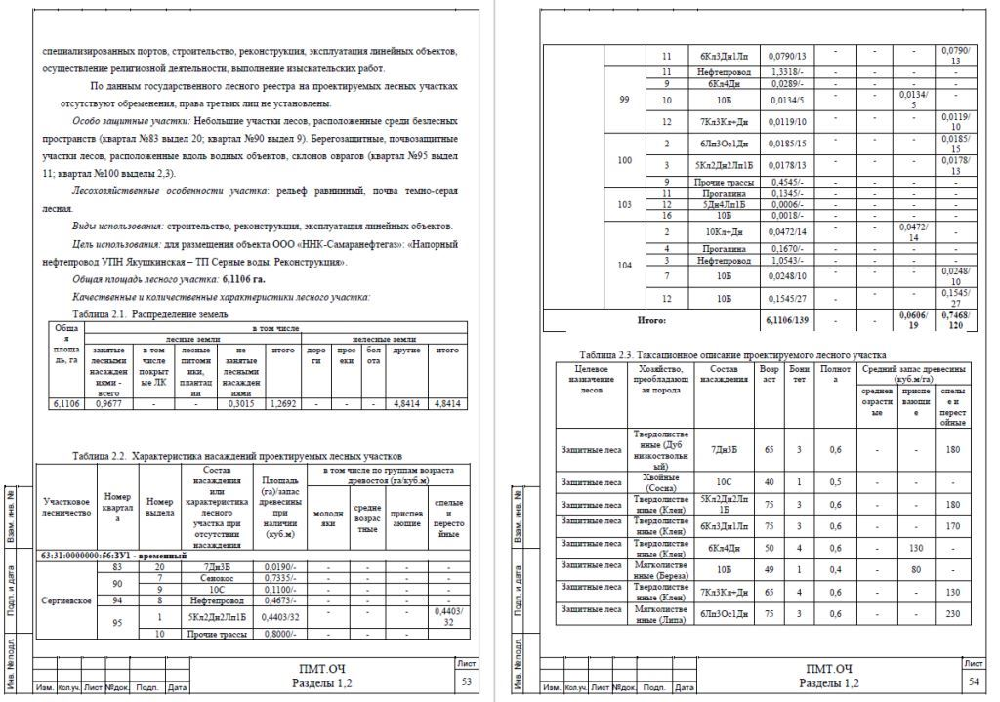 специализированных портов, строительство, реконструкция, эксплуатация линейных объектов,
осуществление религиозной деятельности, выполнение изыскательских работ.
По данным государственного лесного реестра на проектируемых лесных участках
отсутствуют обременения, права третьих лиц не установлены.
Особо защитные участки: Небольшие участки лесов, расположенные среди безлесных
пространств (квартал №83 выдел 20; квартал №90 выдел 9). Берегозащитные, почвозащитные
участки лесов, расположенные вдоль водных объектов, склонов оврагов (квартал №95 выдел
11; квартал №100 выделы 2,3).
Лесохозяйственные особенности участка: рельеф равнинный, почва темно-серая
лесная.
Виды использования: строительство, реконструкция, эксплуатация линейных объектов.
Цель использования: для размещения объекта ООО «ННК-Самаранефтегаз»: «Напорный
нефтепровод УПН Якушкинская – ТП Серные воды. Реконструкция».
Общая площадь лесного участка: 6,1106 га.
Качественные и количественные характеристики лесного участка:
Таблица 2.1. Распределение земель
Общая площадь, га | в том числе
лесные земли | нелесные земли
занятые лесными насаждениями - всего | в том числе покрытые ЛК | лесные питомники, плантации | не занятые лесными насаждениями | итого | дороги | просеки | болота | другие | итого
6,1106 | 0,9677 | - | - | 0,3015 | 1,2692 | - | - | - | 4,8414 | 4,8414
Таблица 2.2. Характеристика насаждений проектируемых лесных участков
Участковое лесничество | Номер квартала | Номер выдела | Состав насаждения или характеристика лесного участка при отсутствии насаждения | Площадь (га)/запас древесины при наличии (куб.м) | в том числе по группам возраста древостоя (га/куб.м)
молодняки | средневозрастные | приспевающие | спелые и перестойные
63:31:0000000:56:ЗУ1 - временный
Сергиевское | 83 | 20 | 7Дн3Б | 0,0190/- | - | - | - | -
90 | 7 | Сенокос | 0,7335/- | - | - | - | -
9 | 10С | 0,1100/- | - | - | - | -
94 | 8 | Нефтепровод | 0,4673/- | - | - | - | -
95 | 1 | 5Кл2Дн2Лп1Б | 0,4403/32 | - | - | - | 0,4403/32
10 | Прочие трассы | 0,8000/- | - | - | - | -
Взам. инв. №
Подп. и дата
Инв. № подл.
Изм. Кол.уч. Лист №док. Подп. Дата
ПМТ.ОЧ
Разделы 1,2
Лист
53
11 | 6Кл3Дн1Лп | 0,0790/13 | - | - | - | 0,0790/13
99 | 11 | Нефтепровод | 1,3318/- | - | - | - | -
9 | 6Кл4Дн | 0,0289/- | - | - | - | -
10 | 10Б | 0,0134/5 | - | - | 0,0134/5 | -
12 | 7Кл3Кл+Дн | 0,0119/10 | - | - | - | 0,0119/10
100 | 2 | 6Лп3Ос1Дн | 0,0185/15 | - | - | - | 0,0185/15
3 | 5Кл2Дн2Лп1Б | 0,0178/13 | - | - | - | 0,0178/13
9 | Прочие трассы | 0,4545/- | - | - | - | -
103 | 11 | Прогалина | 0,1345/- | - | - | - | -
12 | 5Дн4Лп1Б | 0,0006/- | - | - | - | -
16 | 10Б | 0,0018/- | - | - | - | -
104 | 2 | 10Кл+Дн | 0,0472/14 | - | - | 0,0472/14 | -
4 | Прогалина | 0,1670/- | - | - | - | -
3 | Нефтепровод | 1,0543/- | - | - | - | -
7 | 10Б | 0,0248/10 | - | - | - | 0,0248/10
12 | 10Б | 0,1545/27 | - | - | - | 0,1545/27
Итого: | 6,1106/139 | - | - | 0,0606/19 | 0,7468/120
Таблица 2.3. Таксационное описание проектируемого лесного участка
Целевое назначение лесов | Хозяйство, преобладающая порода | Состав насаждения | Возраст | Бонитет | Полнота | Средний запас древесины (куб.м/га)
средневозрастные | приспевающие | спелые и перестойные
Защитные леса | Твердолиственные (Дуб низкоствольный) | 7Дн3Б | 65 | 3 | 0,6 | - | - | 180
Защитные леса | Хвойные (Сосна) | 10С | 40 | 1 | 0,5 | - | - | -
Защитные леса | Твердолиственные (Клен) | 5Кл2Дн2Лп1Б | 75 | 3 | 0,6 | - | - | 180
Защитные леса | Твердолиственные (Клен) | 6Кл3Дн1Лп | 75 | 3 | 0,6 | - | - | 170
Защитные леса | Твердолиственные (Клен) | 6Кл4Дн | 50 | 4 | 0,6 | - | 130 | -
Защитные леса | Мягколиственные (Береза) | 10Б | 49 | 1 | 0,4 | - | 80 | -
Защитные леса | Твердолиственные (Клен) | 7Кл3Кл+Дн | 65 | 4 | 0,6 | - | - | 130
Защитные леса | Мягколиственные (Липа) | 6Лп3Ос1Дн | 75 | 3 | 0,6 | - | - | 230
Взам. инв. №
Подп. и дата
Инв. № подл.
Изм. Кол.уч. Лист №док. Подп. Дата
ПМТ.ОЧ
Разделы 1,2
Лист
54